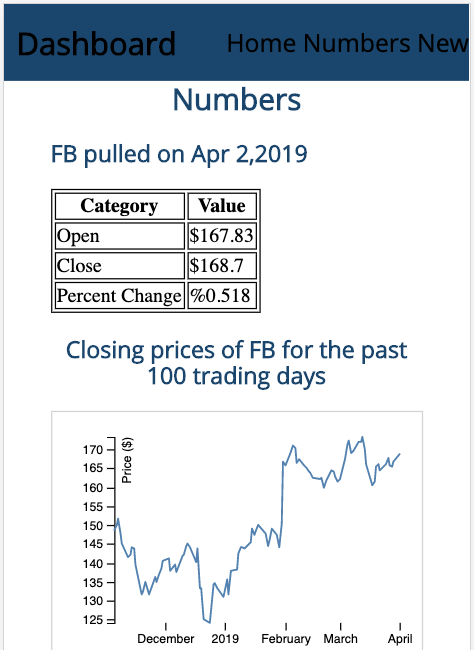 Dashboard Home Numbers New
Numbers
FB pulled on Apr 2,2019
Category Value
Open $167.83
Close $168.7
Percent Change %0.518
Closing prices of FB for the past
100 trading days
Price ($)
170
165
160
155
150
145
140
135
130
125
December 2019 February March April